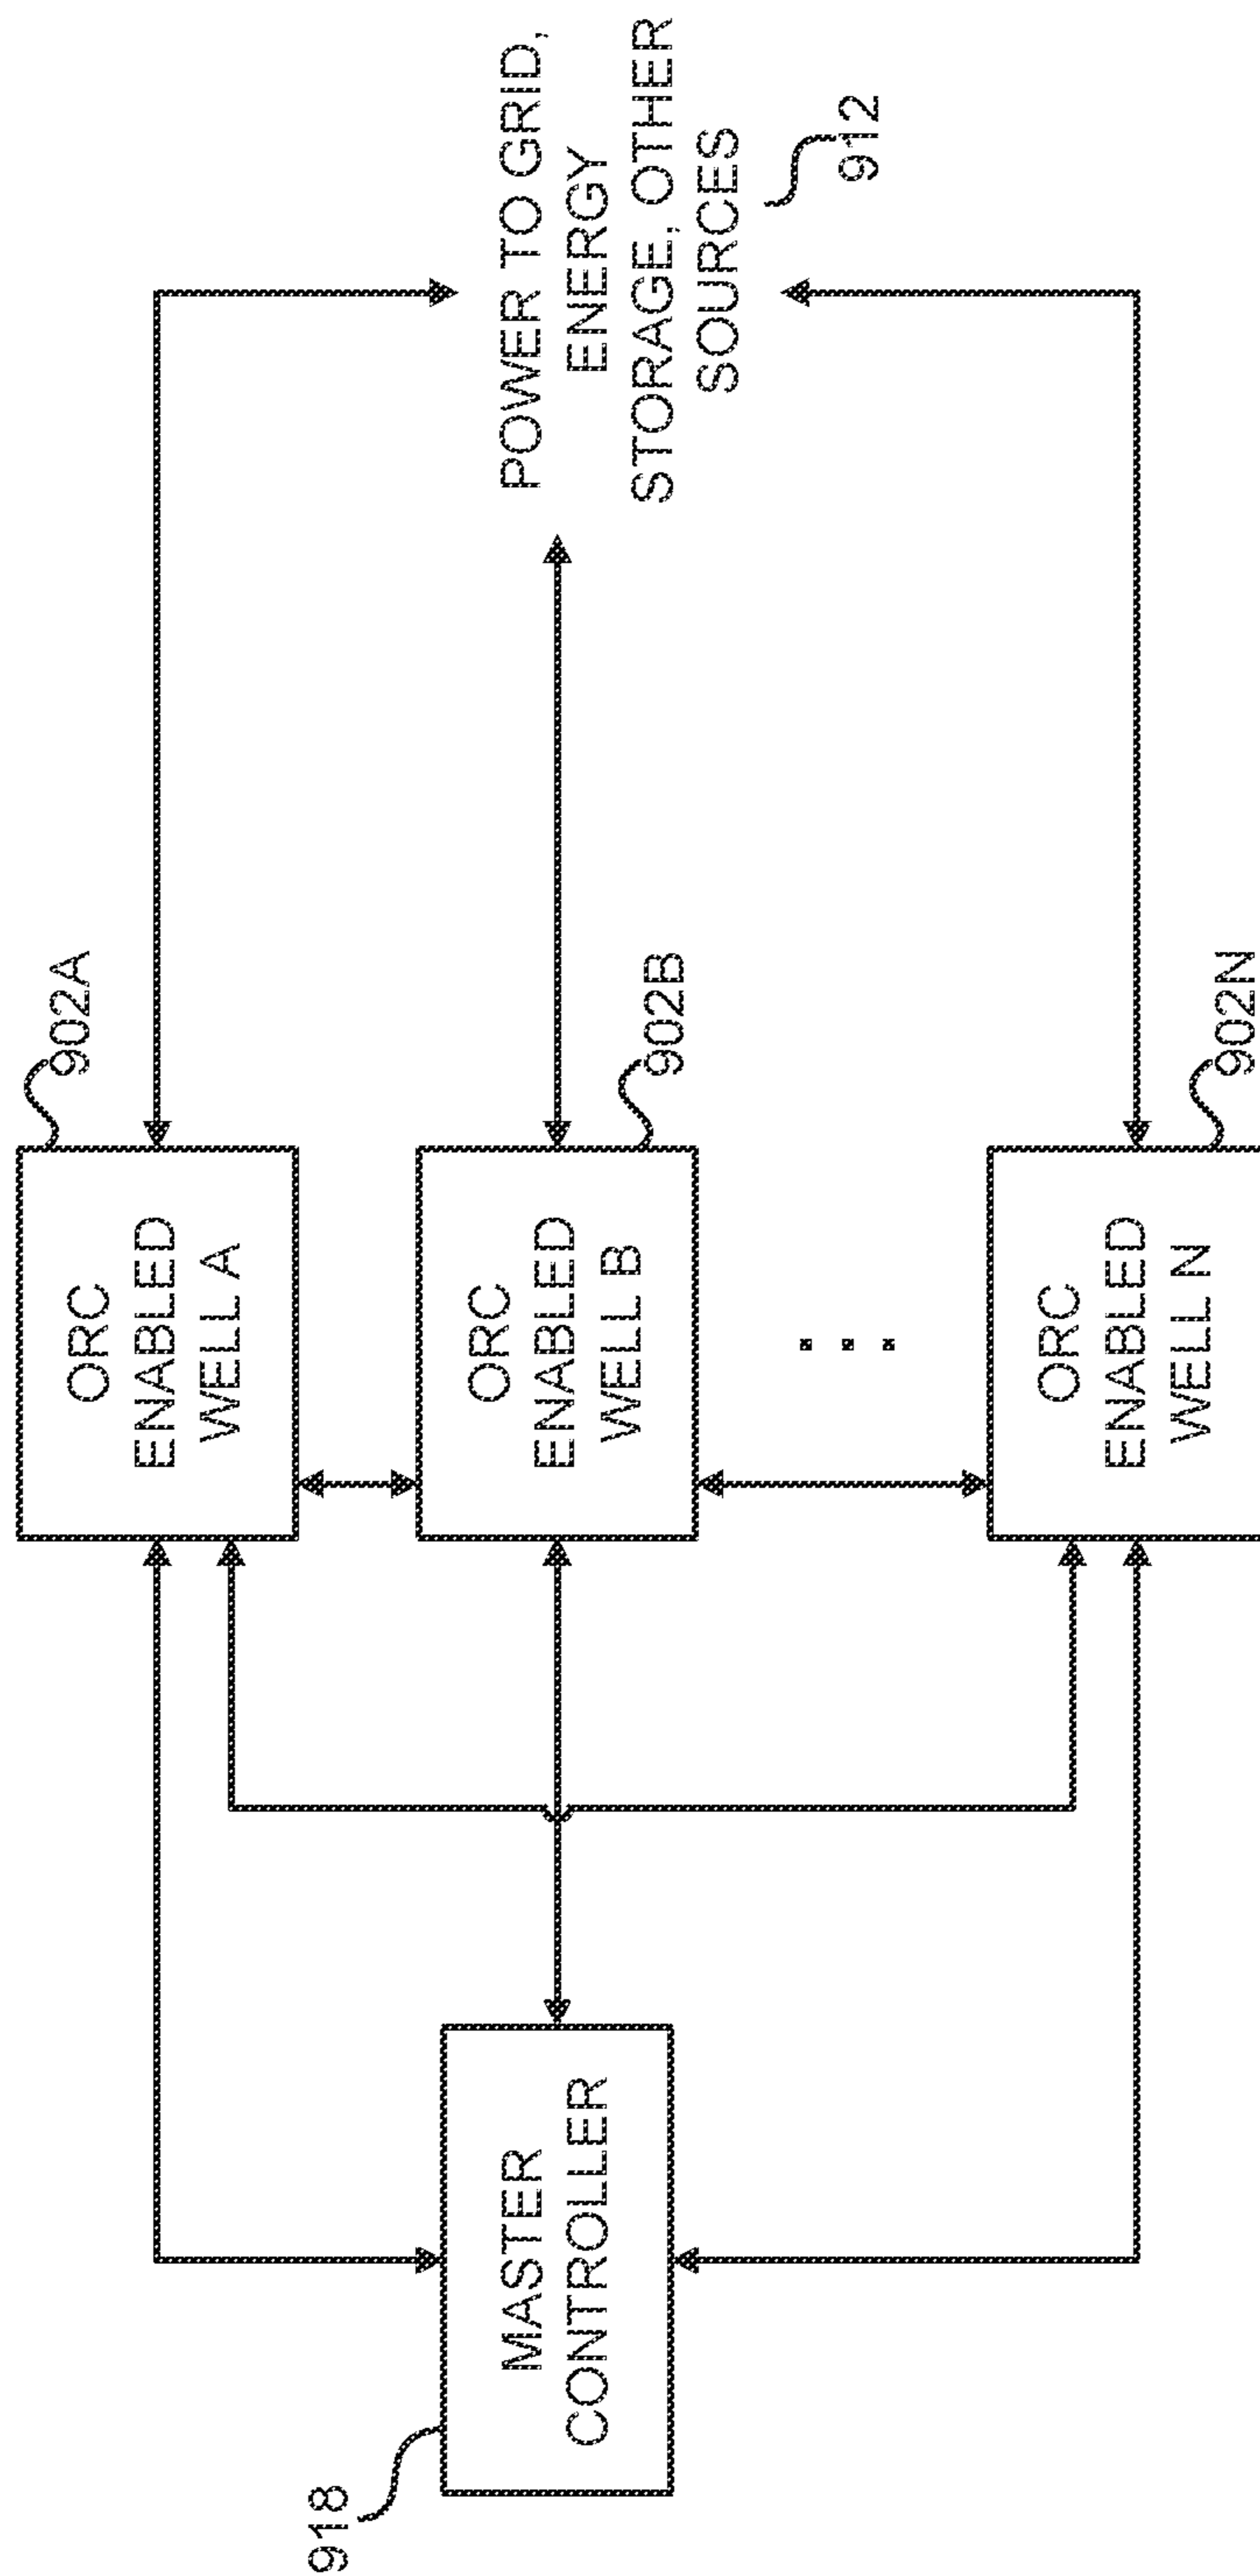 918
MASTER
CONTROLLER
902A
ORC
ENABLED
WELL A
902B
ORC
ENABLED
WELL B
. . .
902N
ORC
ENABLED
WELL N
POWER TO GRID,
ENERGY
STORAGE, OTHER
SOURCES
912